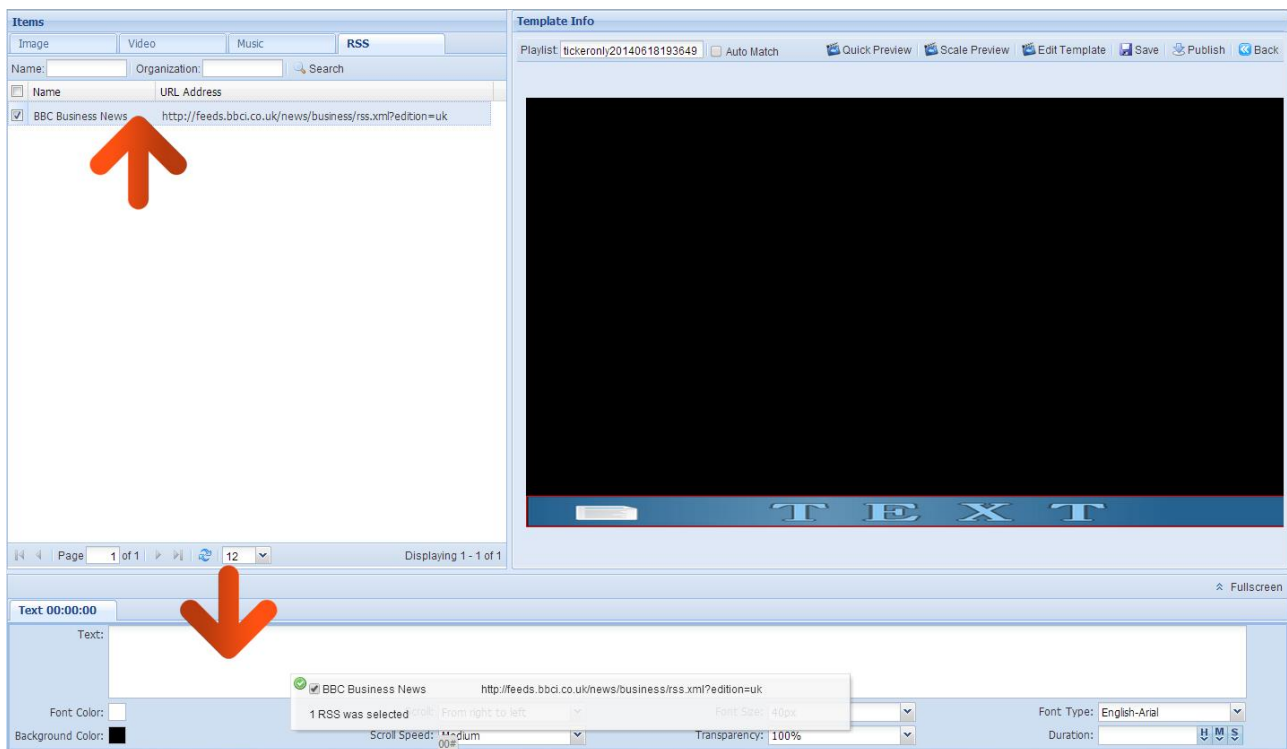 Items
Image Video Music RSS
Name: Organization: Search
Name URL Address
BBC Business News http://feeds.bbci.co.uk/news/business/rss.xml?edition=uk
Page 1 of 1 12 Displaying 1 - 1 of 1
Template Info
Playlist: tickeronly20140618193649 Auto Match Quick Preview Scale Preview Edit Template Save Publish Back
TEXT
Fullscreen
Text 00:00:00
Text:
BBC Business News http://feeds.bbci.co.uk/news/business/rss.xml?edition=uk
1 RSS was selected
Font Color: Scroll: From right to left Font Size: 40px Font Type: English-Arial
Background Color: Scroll Speed: Medium Transparency: 100% Duration: H M S
00#